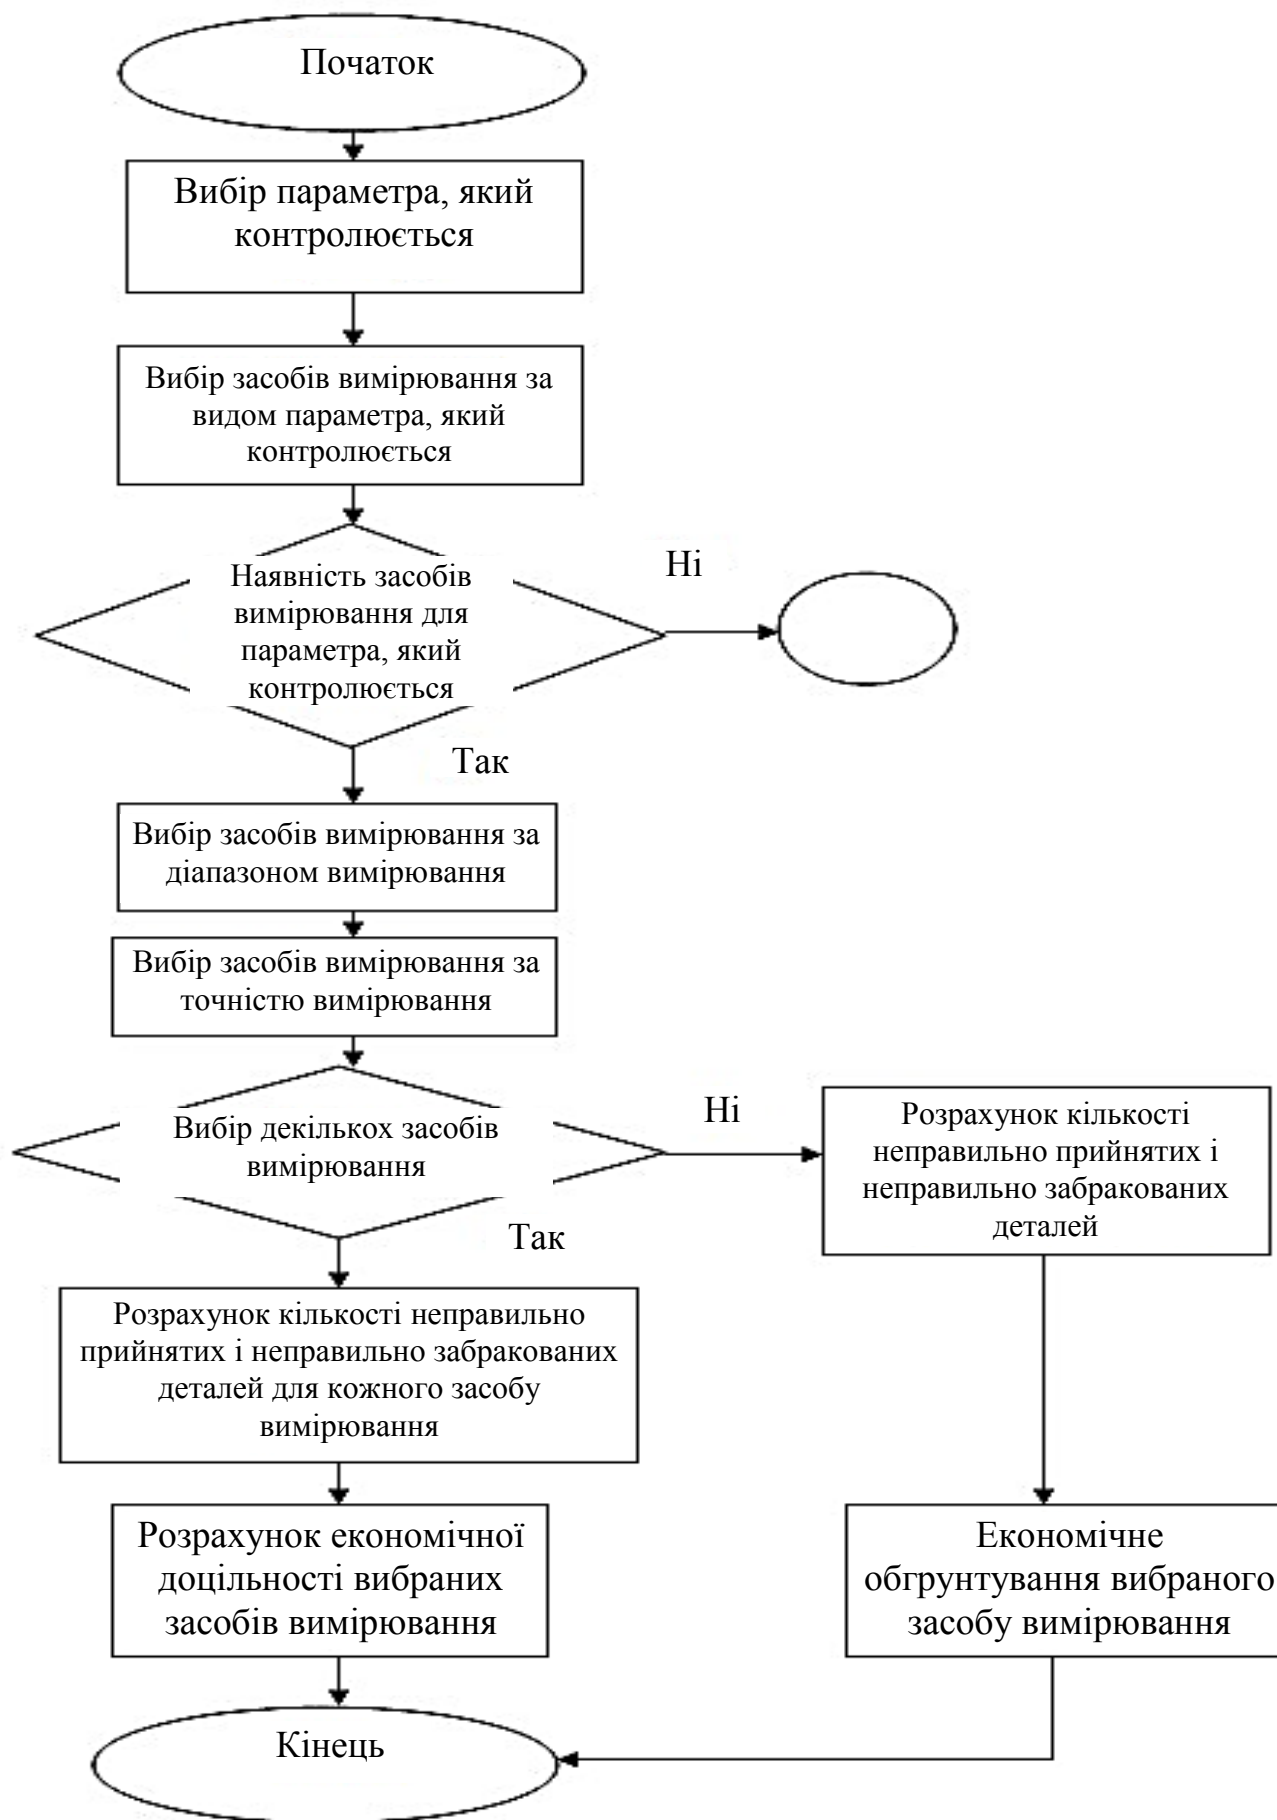 Початок
Вибір параметра, який
контролюється
Вибір засобів вимірювання за
видом параметра, який
контролюється
Наявність засобів
вимірювання для
параметра, який
контролюється
Ні
Так
Вибір засобів вимірювання за
діапазоном вимірювання
Вибір засобів вимірювання за
точністю вимірювання
Вибір декількох засобів
вимірювання
Ні
Розрахунок кількості
неправильно прийнятих і
неправильно забракованих
деталей
Так
Розрахунок кількості неправильно
прийнятих і неправильно забракованих
деталей для кожного засобу
вимірювання
Розрахунок економічної
доцільності вибраних
засобів вимірювання
Економічне
обгрунтування вибраного
засобу вимірювання
Кінець